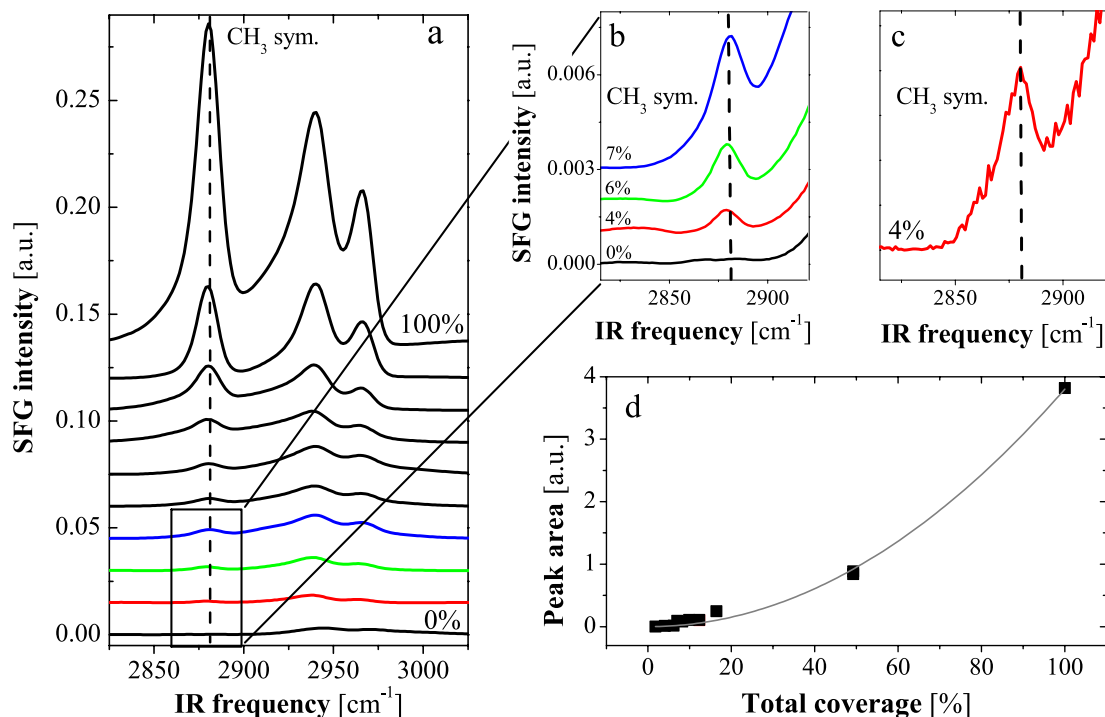 a
CH₃ sym.
100%
0%
0.25
0.20
0.15
0.10
0.05
0.00
SFG intensity [a.u.]
2850 2900 2950 3000
IR frequency [cm⁻¹]
b
CH₃ sym.
7%
6%
4%
0%
0.006
0.003
0.000
SFG intensity [a.u.]
2850 2900
IR frequency [cm⁻¹]
c
CH₃ sym.
4%
2850 2900
IR frequency [cm⁻¹]
d
4
3
2
1
0
Peak area [a.u.]
0 20 40 60 80 100
Total coverage [%]